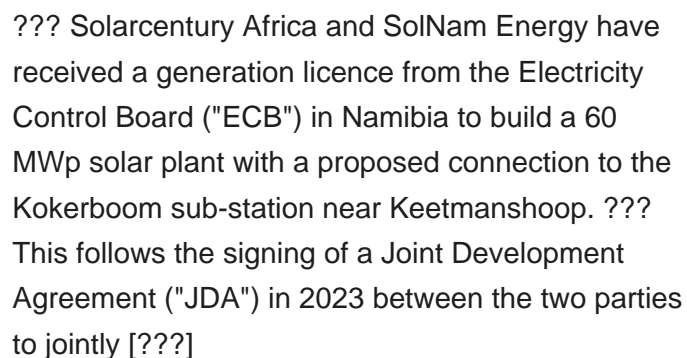 ??? Solarcentury Africa and SolNam Energy have
received a generation licence from the Electricity
Control Board ("ECB") in Namibia to build a 60
MWp solar plant with a proposed connection to the
Kokerboom sub-station near Keetmanshoop. ???
This follows the signing of a Joint Development
Agreement ("JDA") in 2023 between the two parties
to jointly [???]